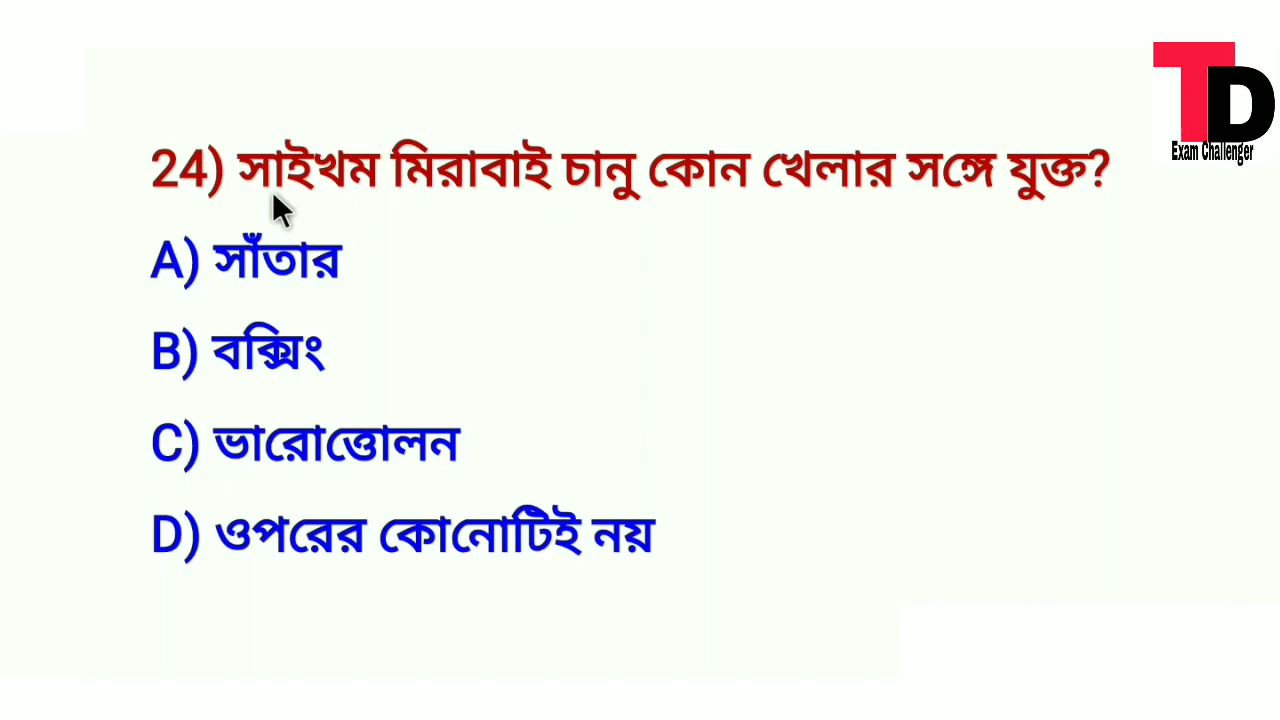 TD
Exam Challenger
24) সাইখম মিরাবাই চানু কোন খেলার সঙ্গে যুক্ত?
A) সাঁতার
B) বক্সিং
C) ভারোত্তোলন
D) ওপরের কোনোটিই নয়